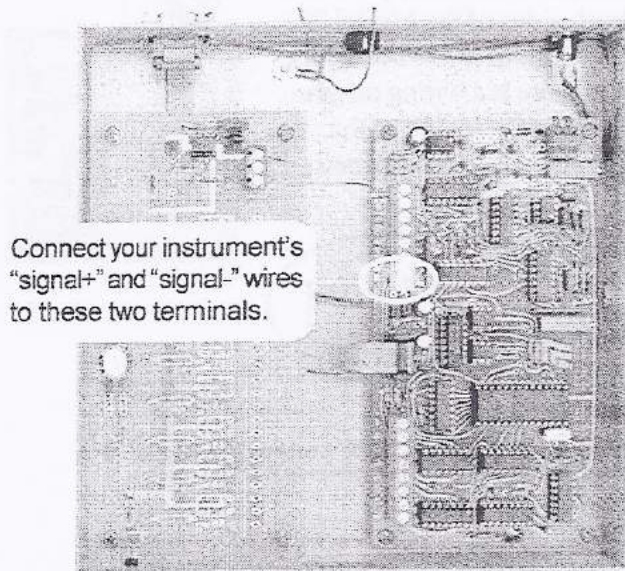 Connect your instrument's
“signal+” and “signal-” wires
to these two terminals.